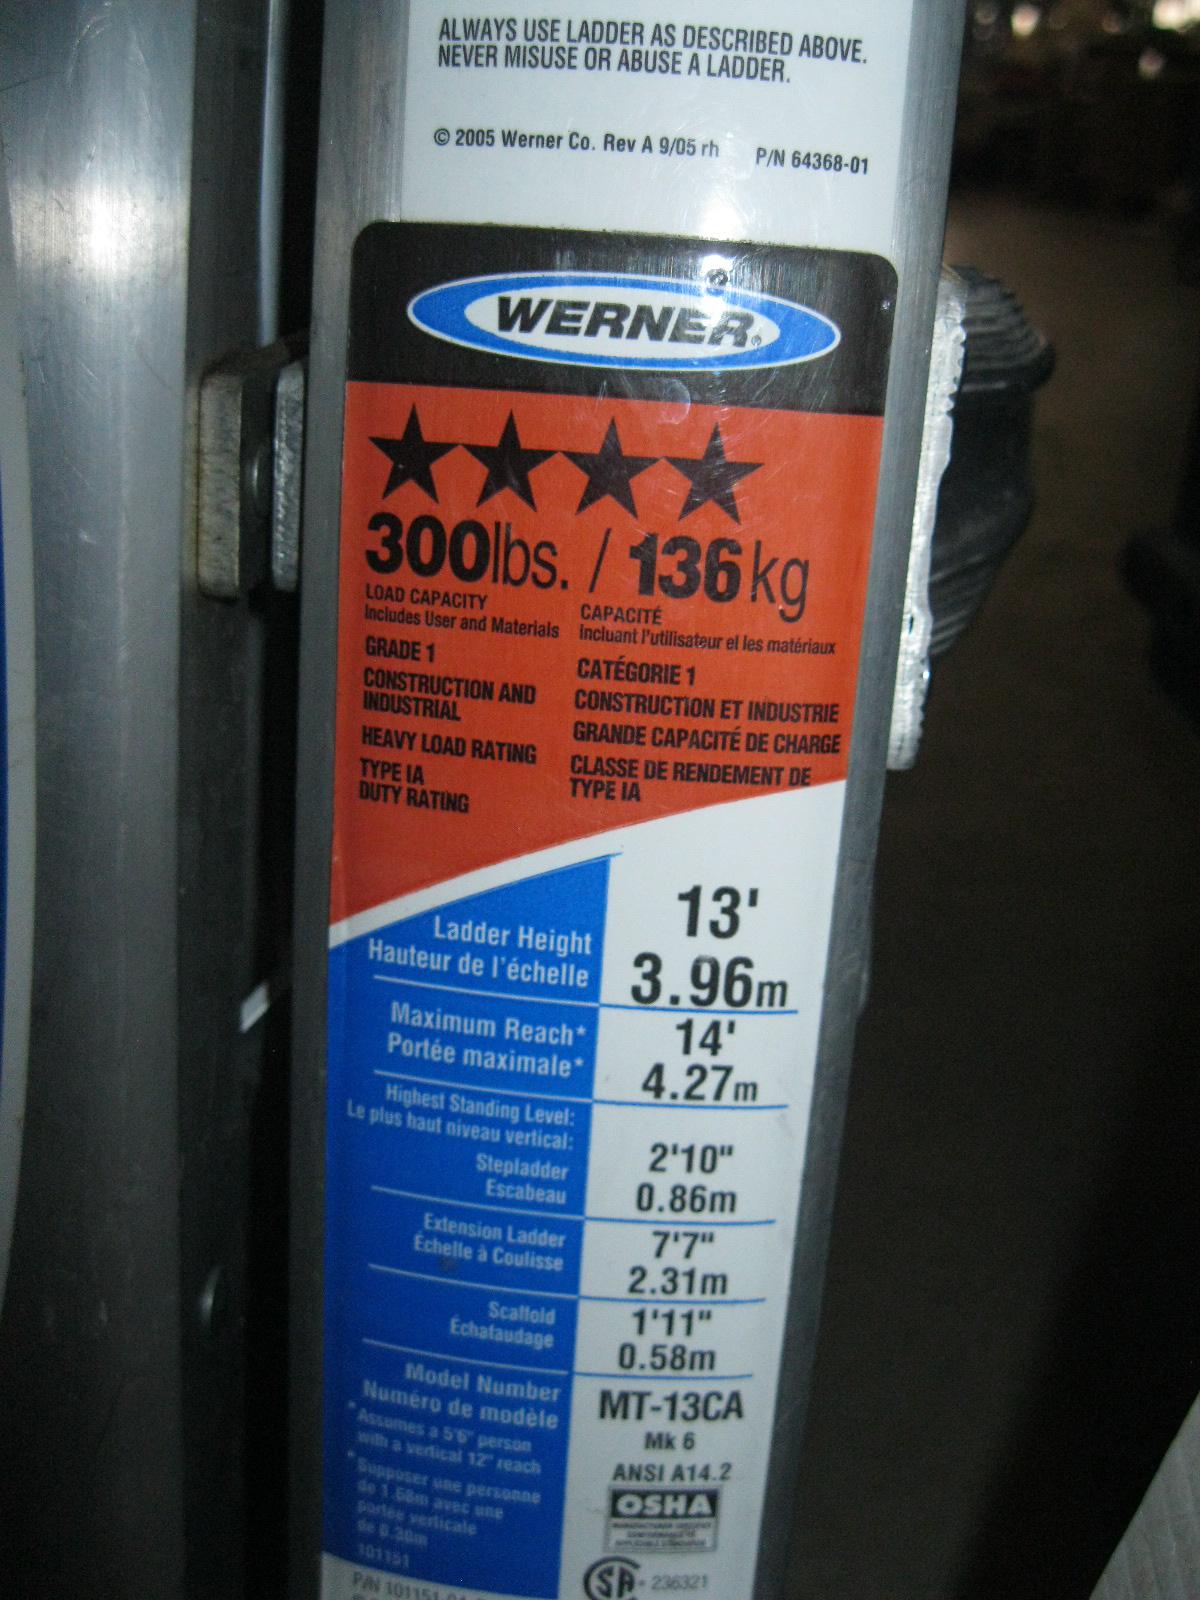 ALWAYS USE LADDER AS DESCRIBED ABOVE.
NEVER MISUSE OR ABUSE A LADDER.
© 2005 Werner Co. Rev A 9/05 rh P/N 64368-01
WERNER®
300lbs. / 136kg
LOAD CAPACITY
Includes User and Materials
CAPACITÉ
Incluant l'utilisateur et les matériaux
GRADE 1
CATÉGORIE 1
CONSTRUCTION AND
INDUSTRIAL
CONSTRUCTION ET INDUSTRIE
HEAVY LOAD RATING
GRANDE CAPACITÉ DE CHARGE
TYPE IA
DUTY RATING
CLASSE DE RENDEMENT DE
TYPE IA
Ladder Height
Hauteur de l'échelle
13'
3.96m
Maximum Reach*
Portée maximale*
14'
4.27m
Highest Standing Level:
Le plus haut niveau vertical:
Stepladder
Escabeau
2'10"
0.86m
Extension Ladder
Échelle à Coulisse
7'7"
2.31m
Scaffold
Échafaudage
1'11"
0.58m
Model Number
Numéro de modèle
MT-13CA
Mk 6
*Assumes a 5'6" person
with a vertical 12" reach
*Supposer une personne
de 1.68m avec une
portée verticale
de 0.30m
101151
ANSI A14.2
OSHA
SA - 236321
P/N 101151